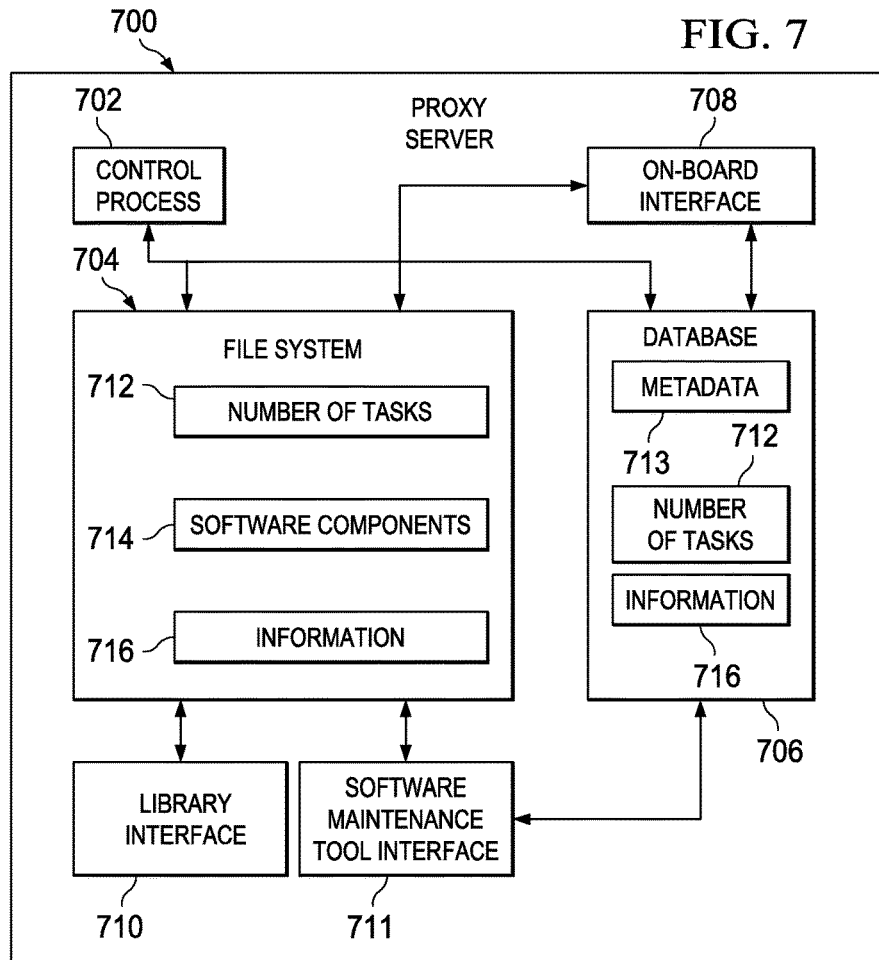 FIG. 7
700
702
PROXY
SERVER
708
CONTROL
PROCESS
ON-BOARD
INTERFACE
704
FILE SYSTEM
712
NUMBER OF TASKS
714
SOFTWARE COMPONENTS
716
INFORMATION
DATABASE
METADATA
713
712
NUMBER
OF TASKS
INFORMATION
716
706
LIBRARY
INTERFACE
710
SOFTWARE
MAINTENANCE
TOOL INTERFACE
711